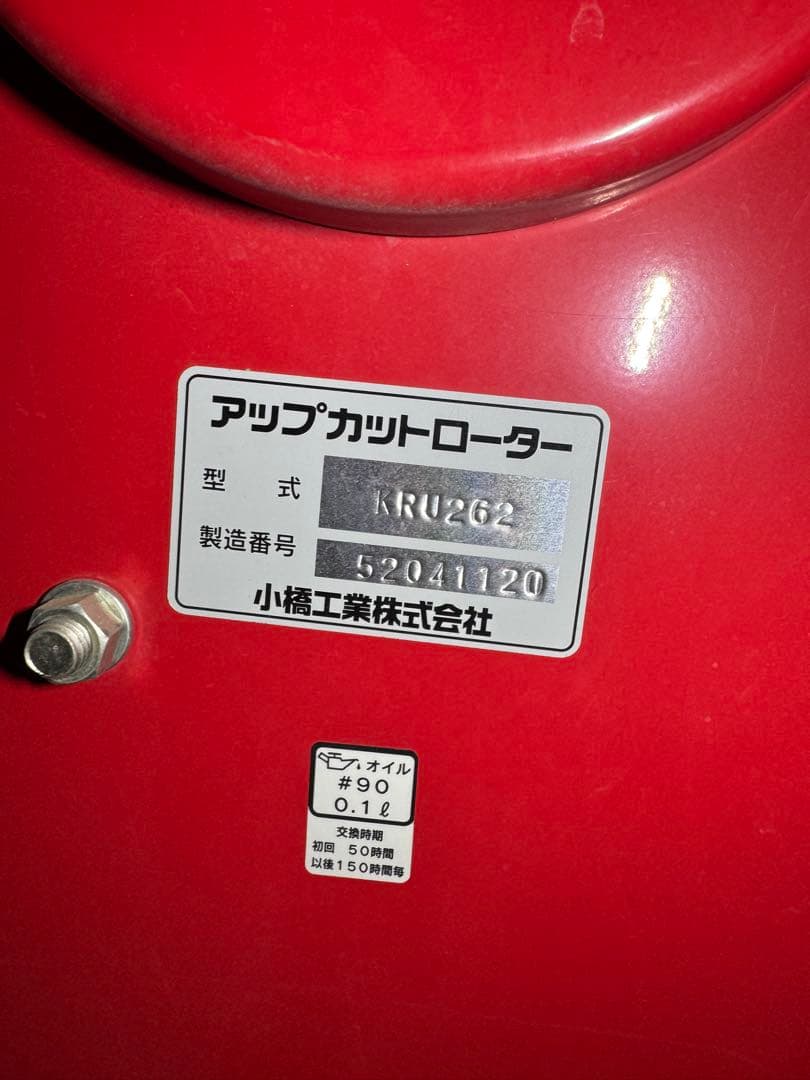 アップカットローター
型式 KRU262
製造番号 52041120
小橋工業株式会社
オイル
#90
0.1ℓ
交換時期
初回 50時間
以後150時間毎